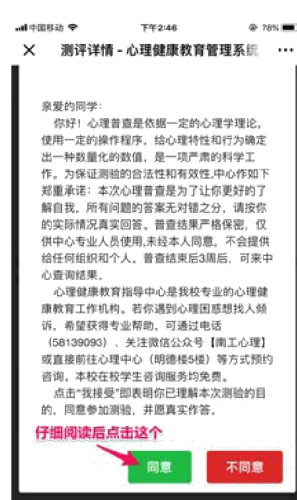 中国移动 下午2:46 78%
测评详情 - 心理健康教育管理系统 ···
亲爱的同学：
你好！心理普查是依据一定的心理学理论，
使用一定的操作程序，给心理特性和行为确定
出一种数量化的数值，是一项严肃的科学工
作。为保证测验的合法性和有效性,中心作如下
郑重承诺：本次心理普查是为了让你更好的了
解自我，所有问题的答案无对错之分，请按你
的实际情况真实回答。普查结果严格保密，仅
供中心专业人员使用,未经本人同意，不会提供
给任何组织和个人。普查结束后3周后，可来中
心查询结果。
心理健康教育指导中心是我校专业的心理健
康教育工作机构。若你遇到心理困惑想找人倾
诉，希望获得专业帮助，可通过电话
（58139093）、关注微信公众号【南工心理】
或直接前往心理中心（明德楼5楼）等方式预约
咨询。本校在校学生咨询服务均免费。
点击“我接受”即表明你已理解本次测验的目
的，同意参加测验，并愿真实作答。
仔细阅读后点击这个
同意 不同意